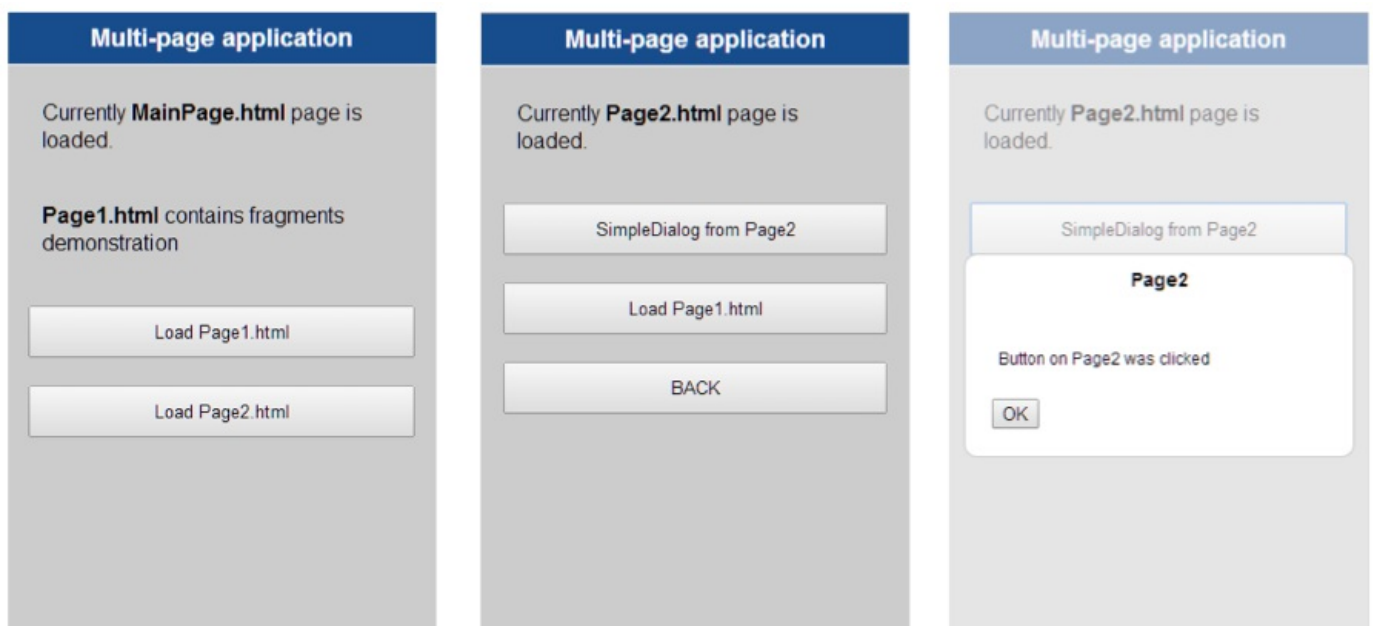 Multi-page application
Currently MainPage.html page is
loaded.
Page1.html contains fragments
demonstration
Load Page1.html
Load Page2.html
Multi-page application
Currently Page2.html page is
loaded.
SimpleDialog from Page2
Load Page1.html
BACK
Multi-page application
Currently Page2.html page is
loaded.
SimpleDialog from Page2
Page2
Button on Page2 was clicked
OK